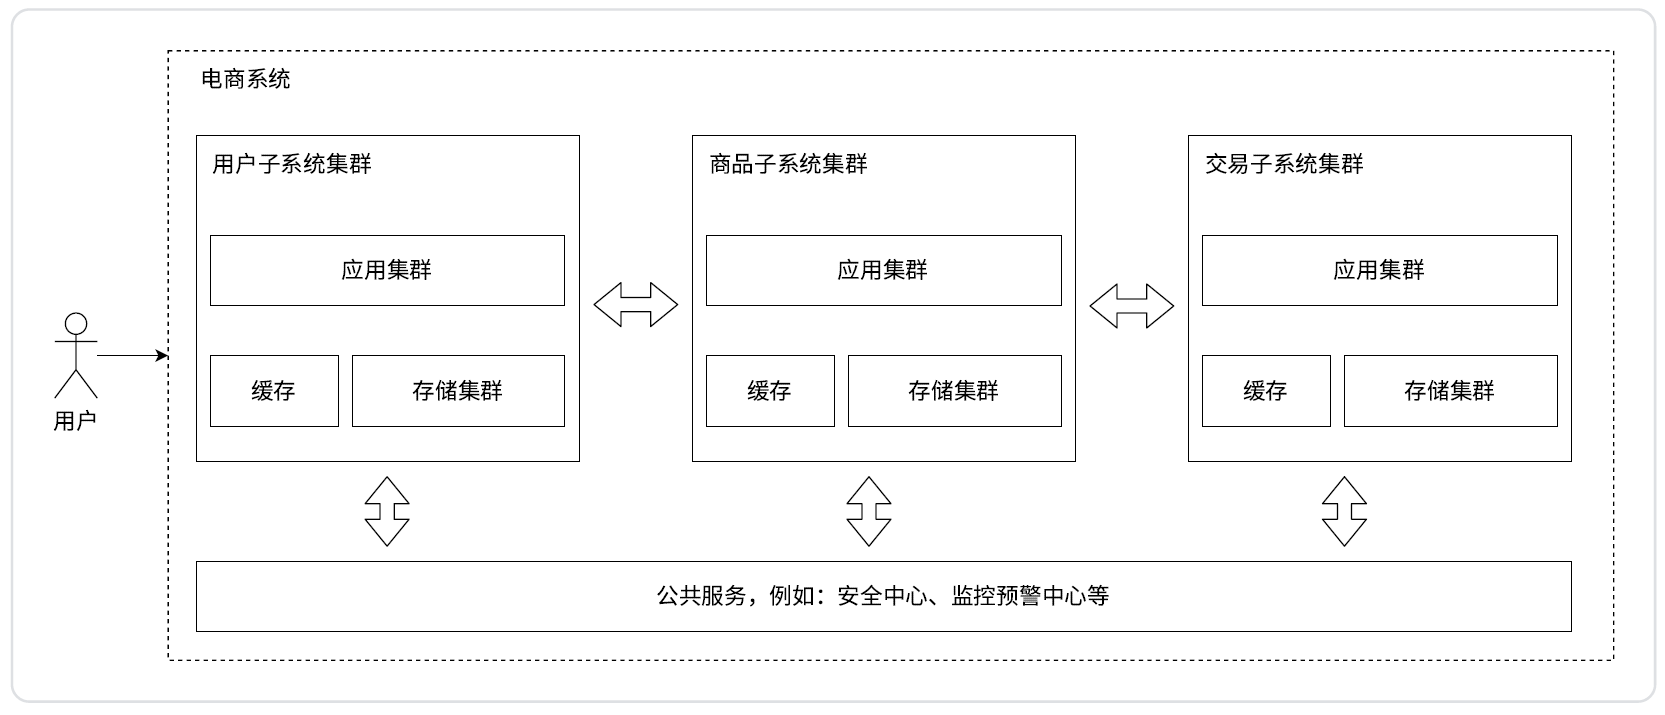 电商系统
用户子系统集群
商品子系统集群
交易子系统集群
应用集群
应用集群
应用集群
缓存
存储集群
缓存
存储集群
缓存
存储集群
用户
公共服务，例如：安全中心、监控预警中心等